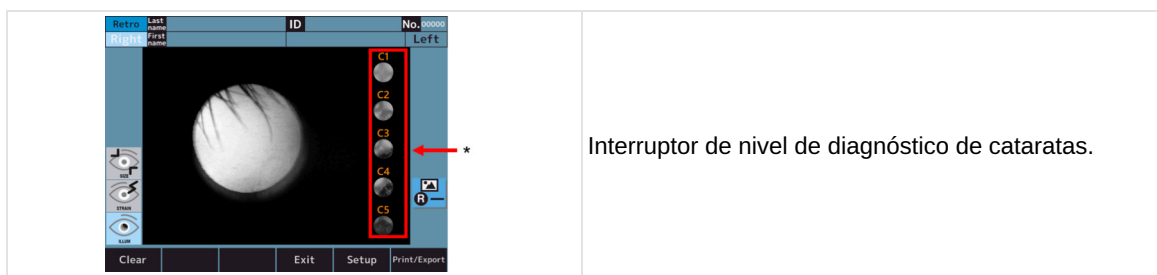 Retro Last name ID No. 00000
Right First name Left
C1
C2
C3
*
Interruptor de nivel de diagnóstico de cataratas.
C4
C5
SIZE
STRAIN
ILLUM
R
Clear Exit Setup Print/Export